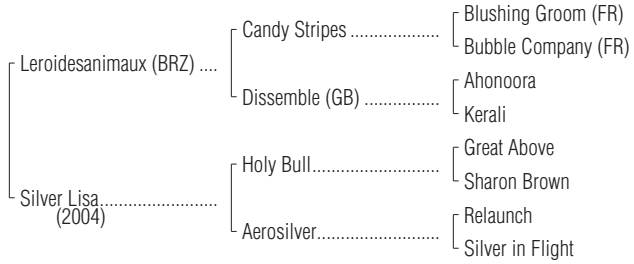 Blushing Groom (FR)
Candy Stripes ...................
Bubble Company (FR)
Leroidesanimaux (BRZ) ....
Ahonoora
Dissemble (GB) ................
Kerali
Great Above
Holy Bull...........................
Sharon Brown
Silver Lisa.........................
(2004)
Relaunch
Aerosilver..........................
Silver in Flight